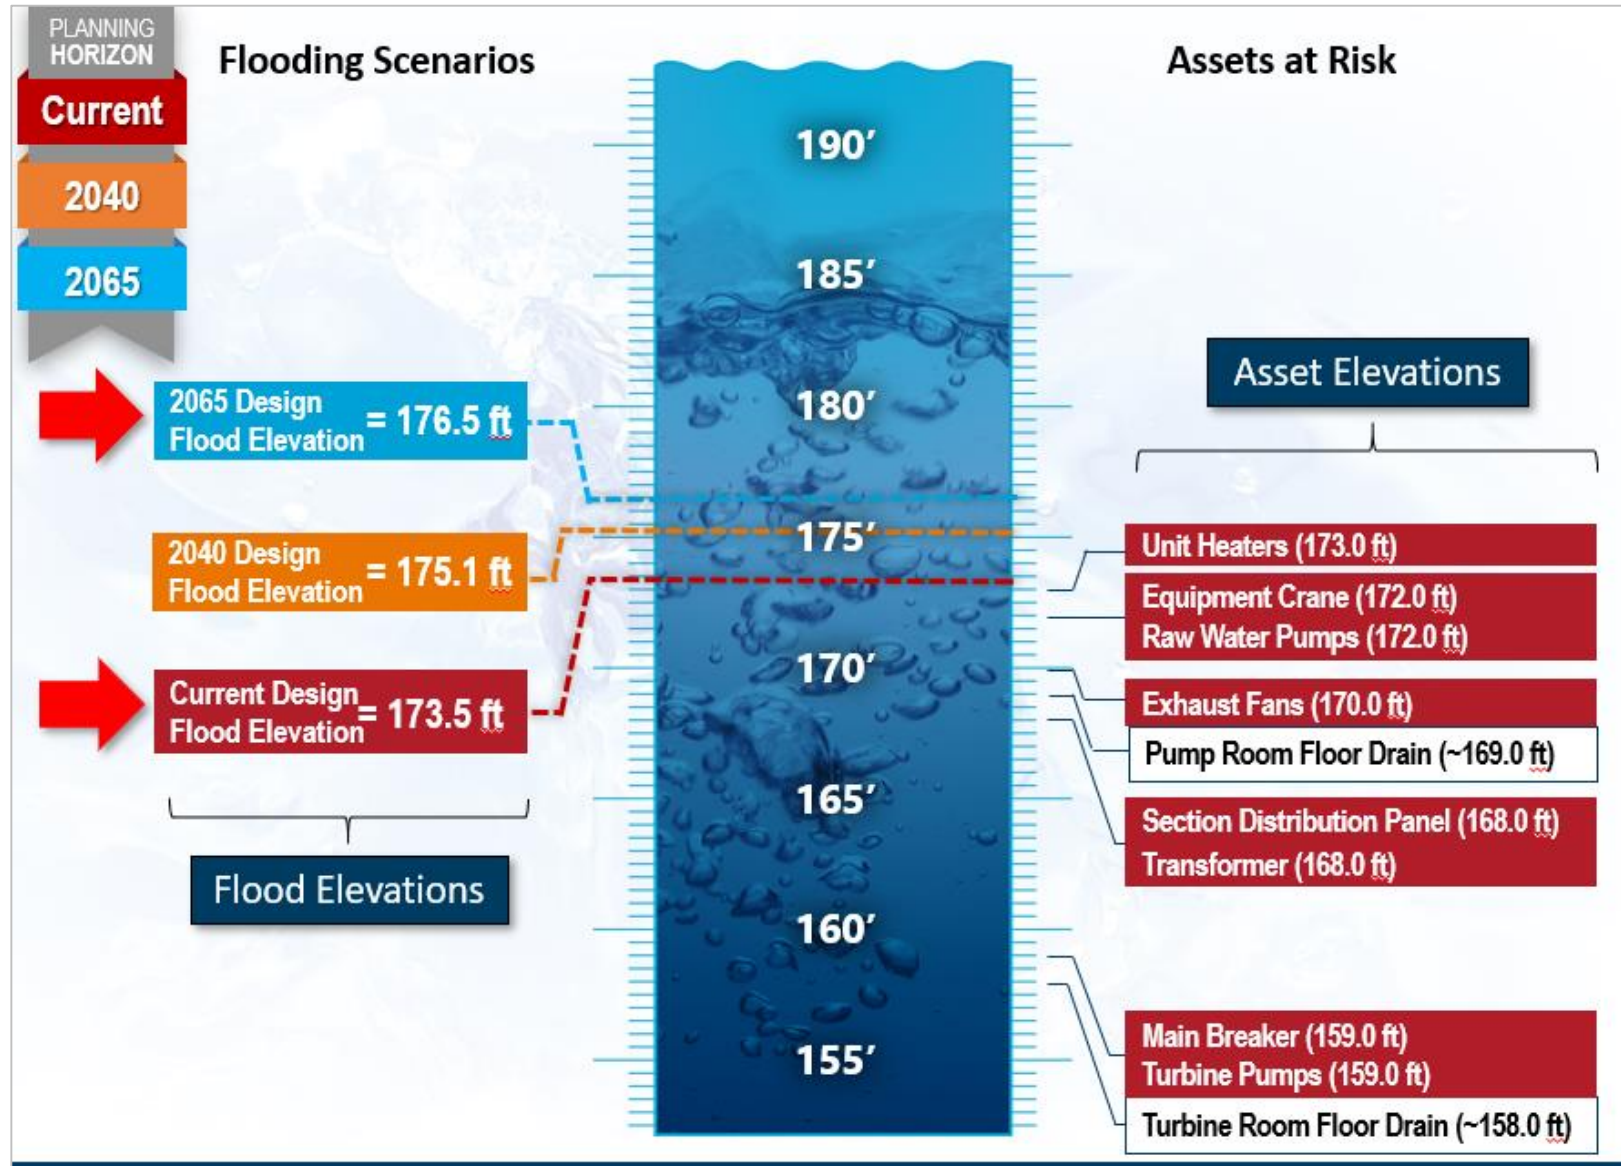 PLANNING
HORIZON
Current
2040
2065
Flooding Scenarios
Assets at Risk
190′
185′
180′
175′
170′
165′
160′
155′
2065 Design
Flood Elevation = 176.5 ft
2040 Design
Flood Elevation = 175.1 ft
Current Design
Flood Elevation = 173.5 ft
Flood Elevations
Asset Elevations
Unit Heaters (173.0 ft)
Equipment Crane (172.0 ft)
Raw Water Pumps (172.0 ft)
Exhaust Fans (170.0 ft)
Pump Room Floor Drain (~169.0 ft)
Section Distribution Panel (168.0 ft)
Transformer (168.0 ft)
Main Breaker (159.0 ft)
Turbine Pumps (159.0 ft)
Turbine Room Floor Drain (~158.0 ft)